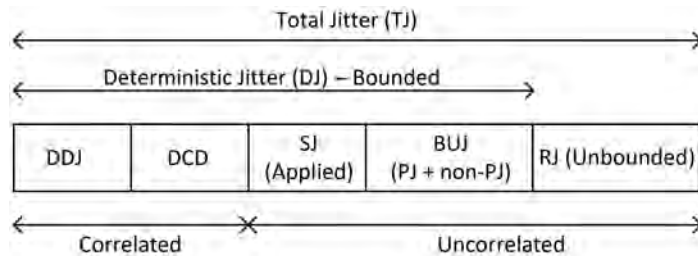 Total Jitter (TJ)
Deterministic Jitter (DJ) – Bounded
DDJ
DCD
SJ
(Applied)
BUJ
(PJ + non-PJ)
RJ (Unbounded)
Correlated
Uncorrelated